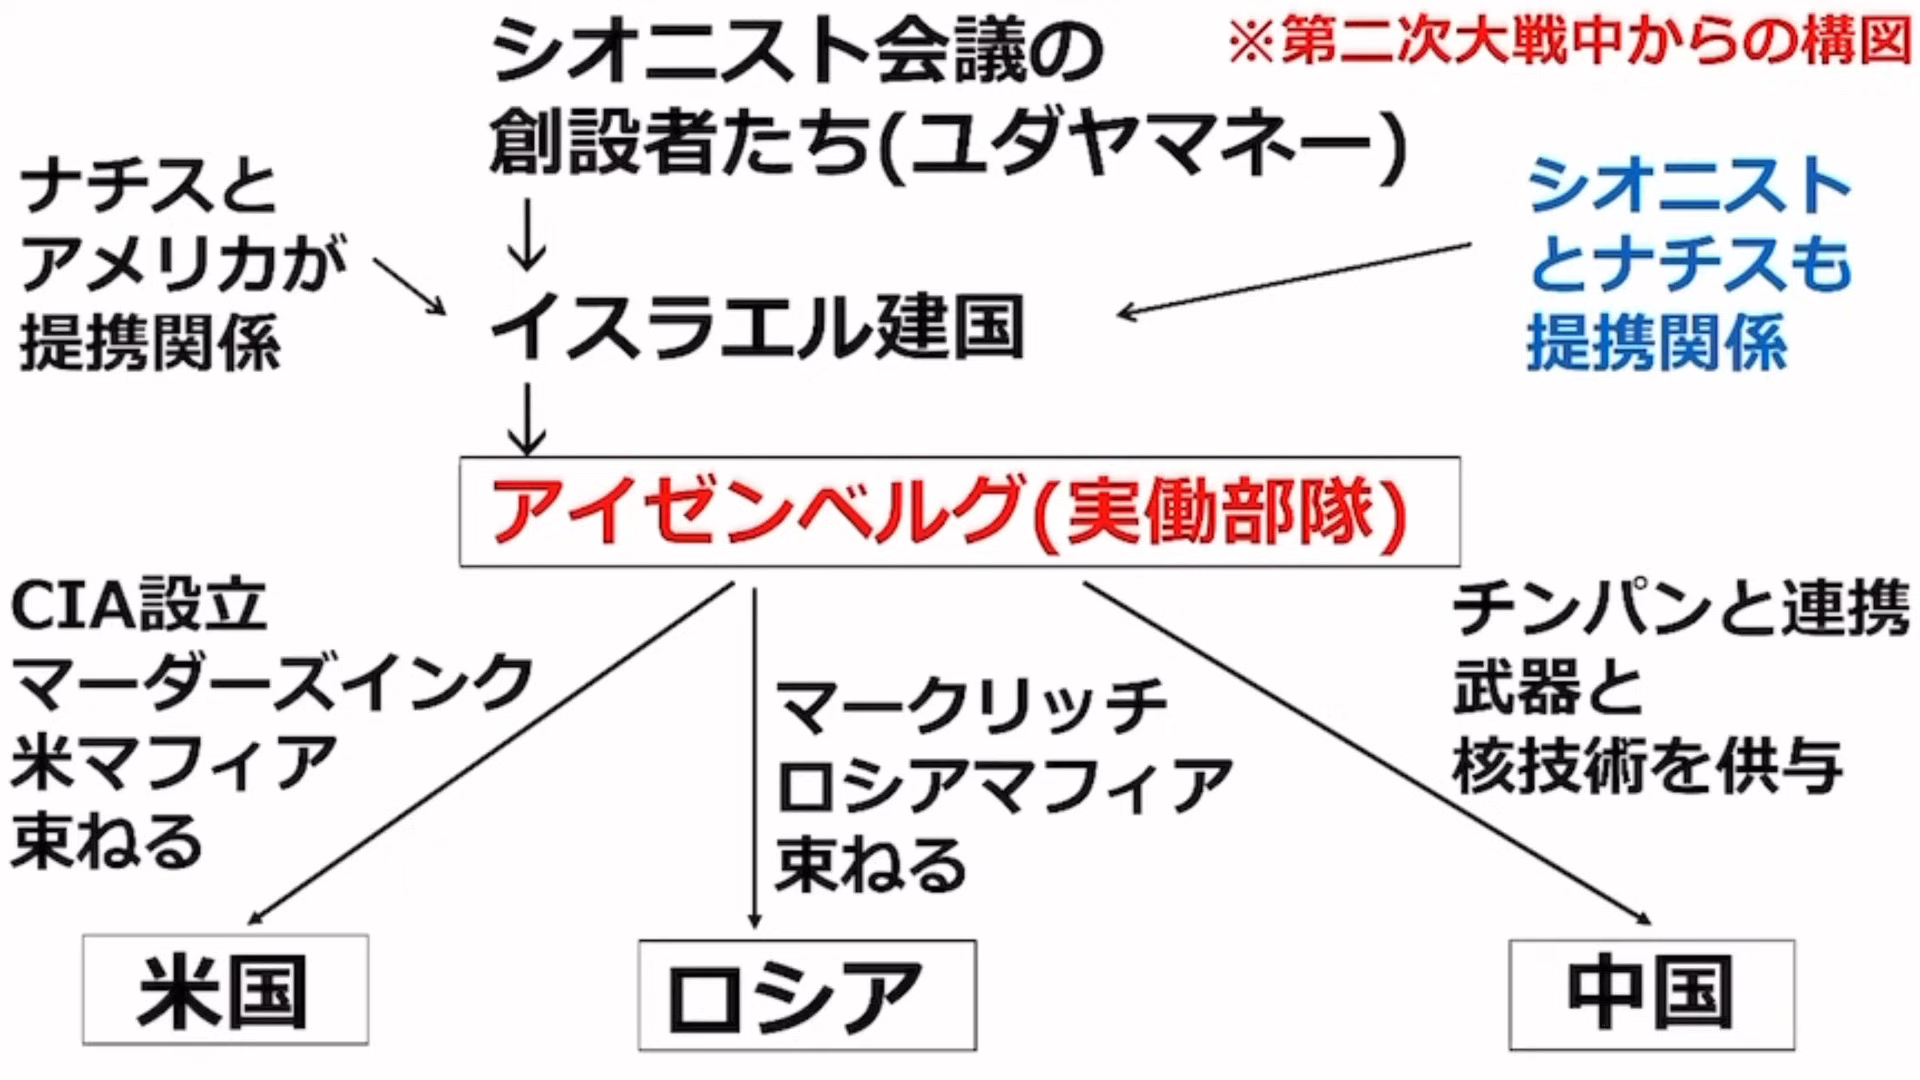 シオニスト会議の
創設者たち(ユダヤマネー)
※第二次大戦中からの構図
ナチスと
アメリカが
提携関係
シオニスト
とナチスも
提携関係
イスラエル建国
アイゼンベルグ(実働部隊)
CIA設立
マーダーズインク
米マフィア
束ねる
マークリッチ
ロシアマフィア
束ねる
チンパンと連携
武器と
核技術を供与
米国
ロシア
中国